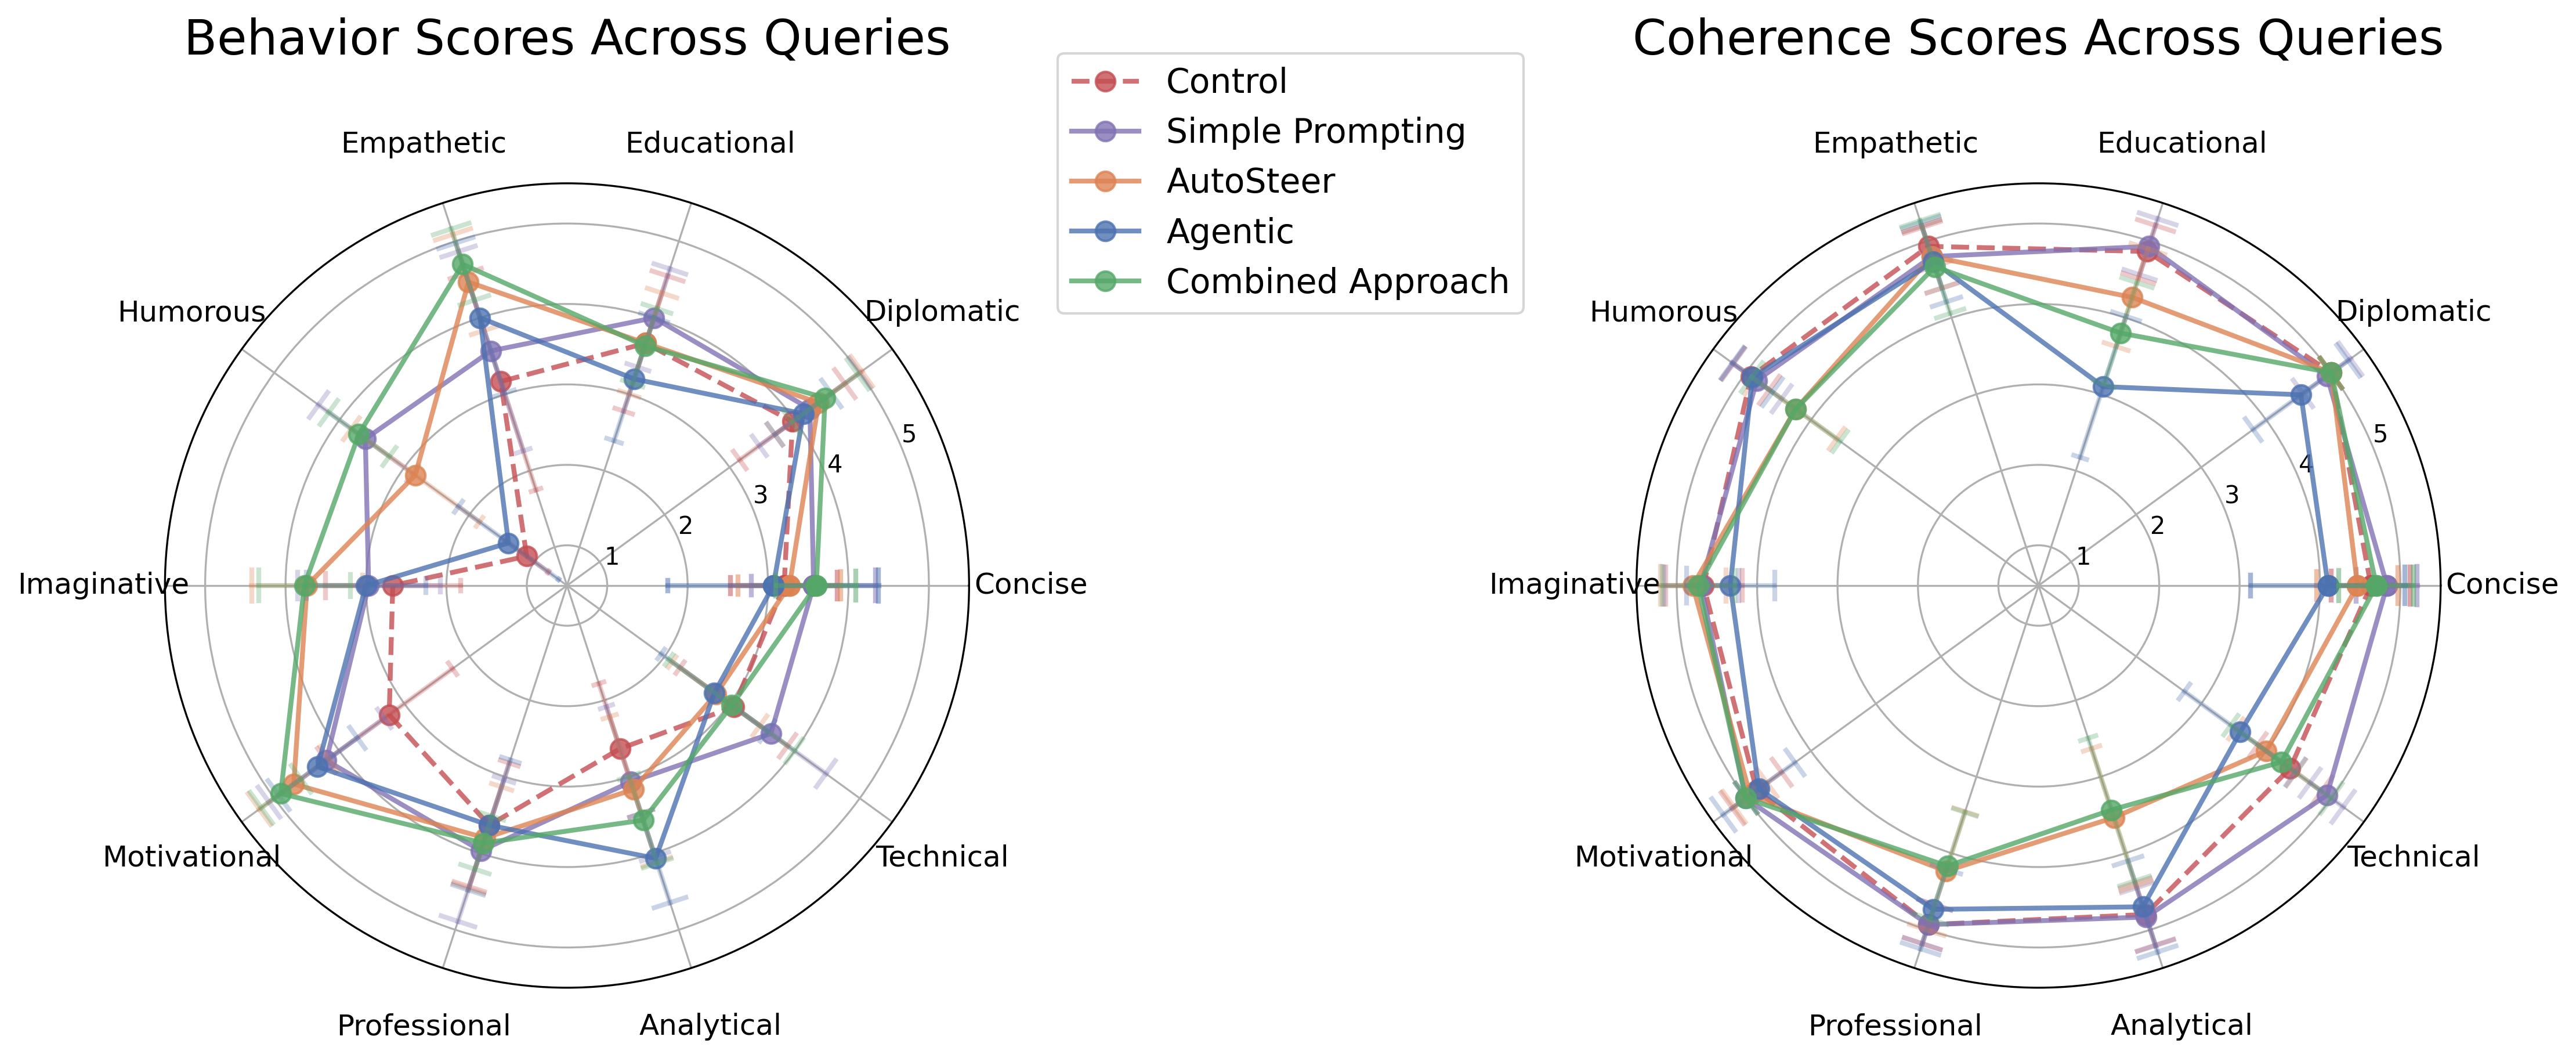 Behavior Scores Across Queries
Empathetic
Educational
Humorous
Diplomatic
Imaginative
Concise
Motivational
Technical
Professional
Analytical
1
2
3
4
5
Control
Simple Prompting
AutoSteer
Agentic
Combined Approach
Coherence Scores Across Queries
Empathetic
Educational
Humorous
Diplomatic
Imaginative
Concise
Motivational
Technical
Professional
Analytical
1
2
3
4
5